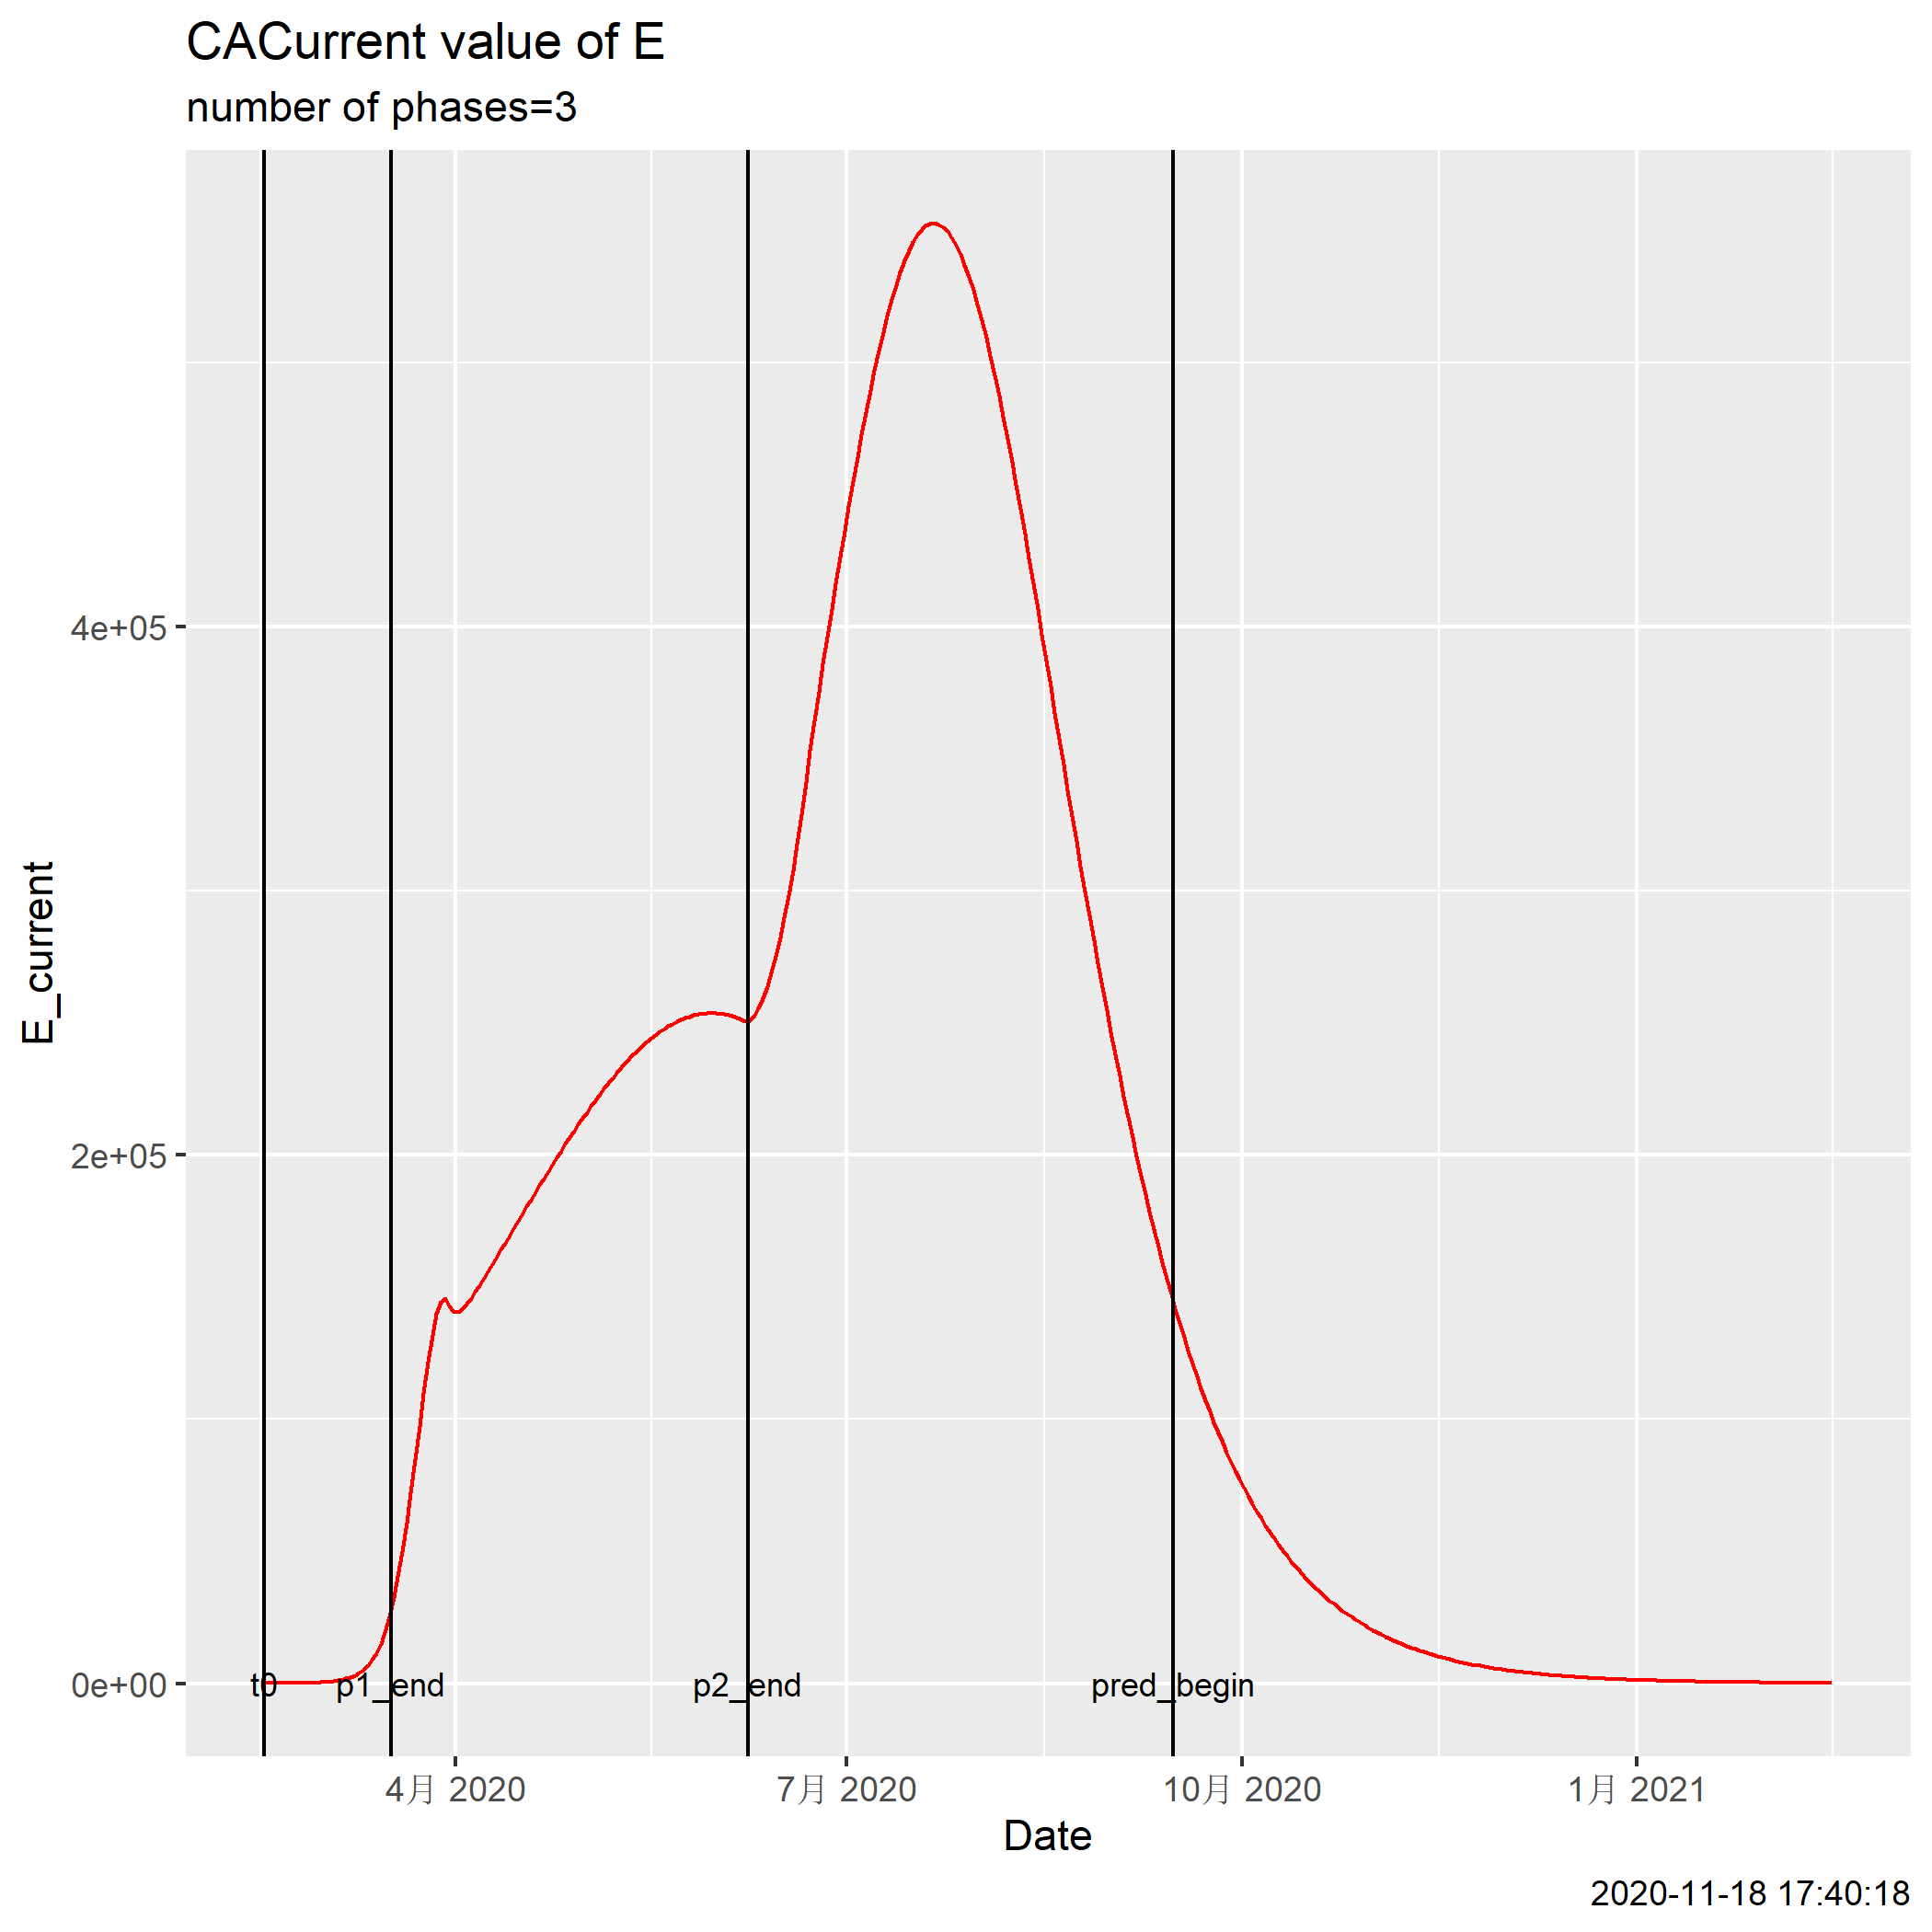 CACurrent value of E
number of phases=3
4e+05
2e+05
0e+00
E_current
t0
p1_end
p2_end
pred_begin
4月 2020
7月 2020
10月 2020
1月 2021
Date
2020-11-18 17:40:18